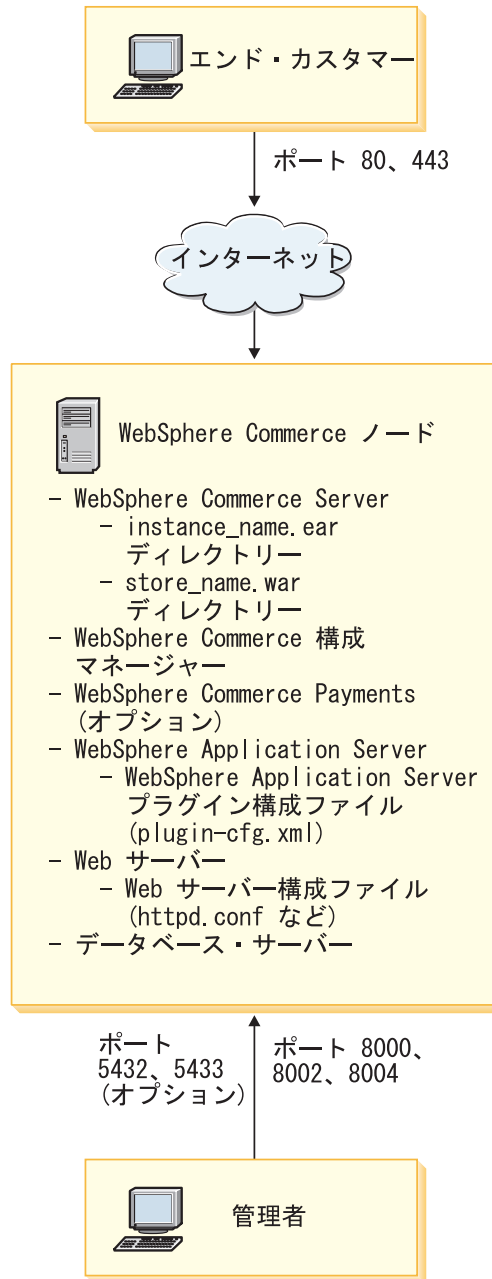 エンド・カスタマー
ポート 80、443
インターネット
WebSphere Commerce ノード
- WebSphere Commerce Server
- instance_name.ear
ディレクトリー
- store_name.war
ディレクトリー
- WebSphere Commerce 構成
マネージャー
- WebSphere Commerce Payments
(オプション)
- WebSphere Application Server
- WebSphere Application Server
プラグイン構成ファイル
(plugin-cfg.xml)
- Web サーバー
- Web サーバー構成ファイル
(httpd.conf など)
- データベース・サーバー
ポート
5432、5433
(オプション)
ポート 8000、
8002、8004
管理者